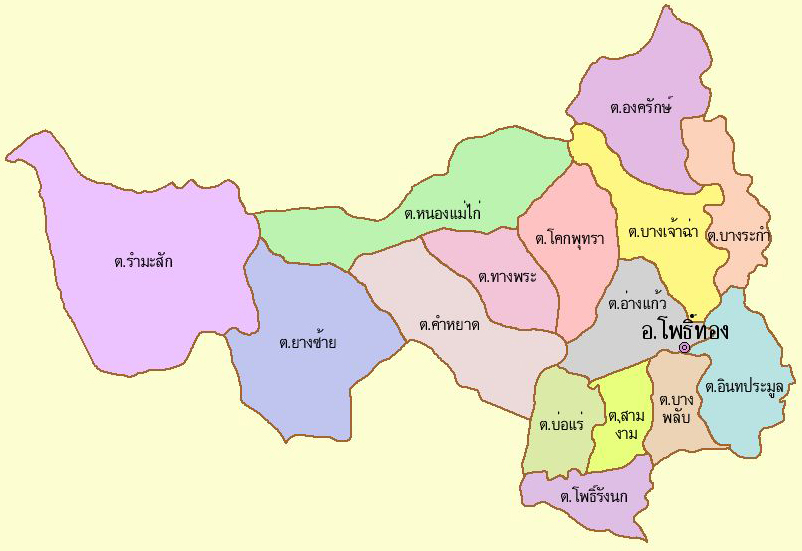 ต.องครักษ์
ต.หนองแม่ไก่
ต.โคกพุทรา
ต.บางเจ้าฉ่า
ต.บางระกำ
ต.รำมะสัก
ต.ทางพระ
ต.อ่างแก้ว
ต.คำหยาด
อ.โพธิ์ทอง
ต.ยางซ้าย
ต.อินทประมูล
ต.บาง
พลับ
ต.สาม
งาม
ต.บ่อแร่
ต.โพธิ์รังนก